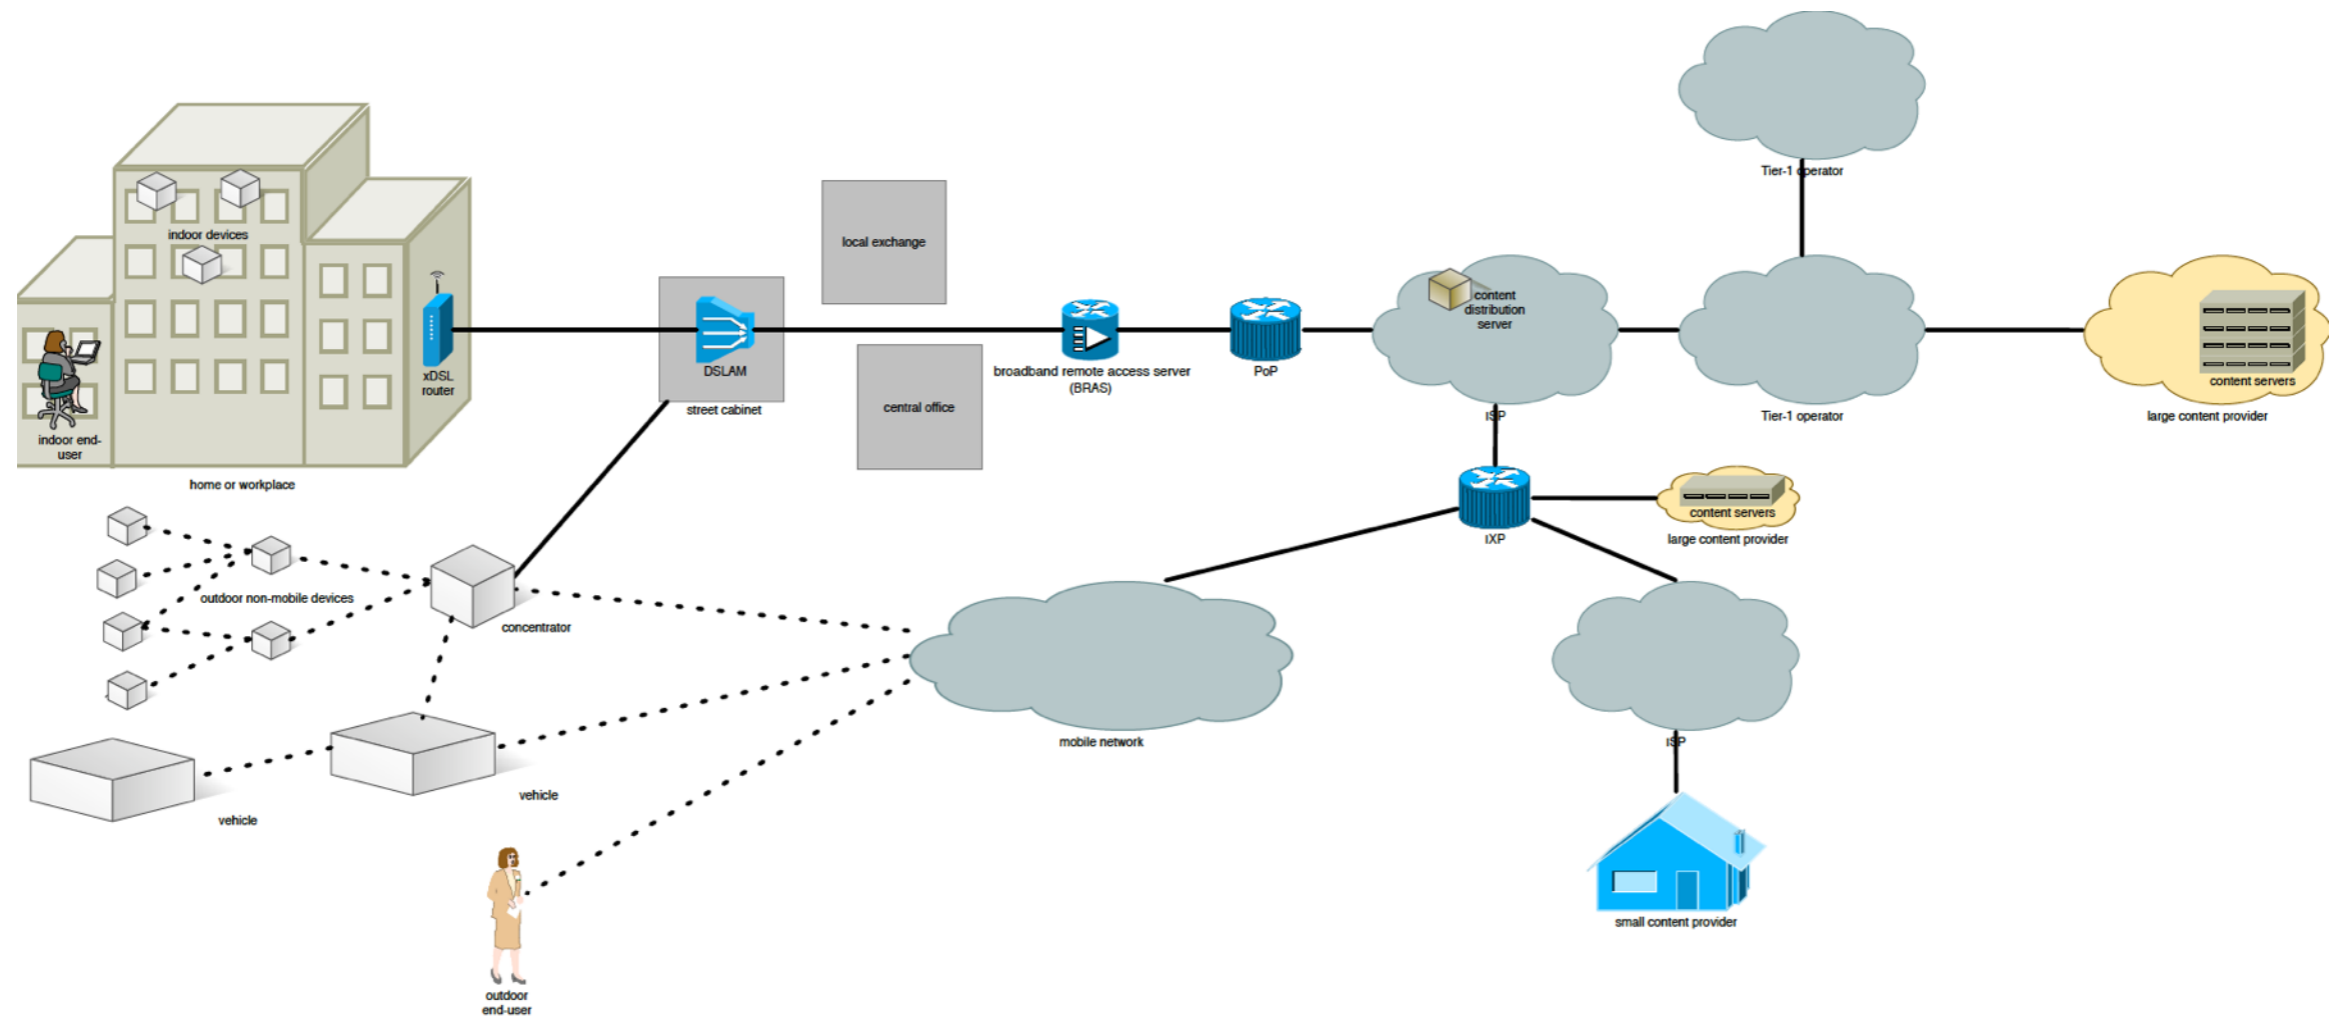 Tier-1 operator
indoor devices
local exchange
content
distribution
server
xDSL
router
DSLAM
broadband remote access server
(BRAS)
PoP
content servers
street cabinet
central office
ISP
Tier-1 operator
large content provider
indoor end-
user
home or workplace
content servers
IXP
large content provider
outdoor non-mobile devices
concentrator
mobile network
ISP
vehicle
vehicle
small content provider
outdoor
end-user